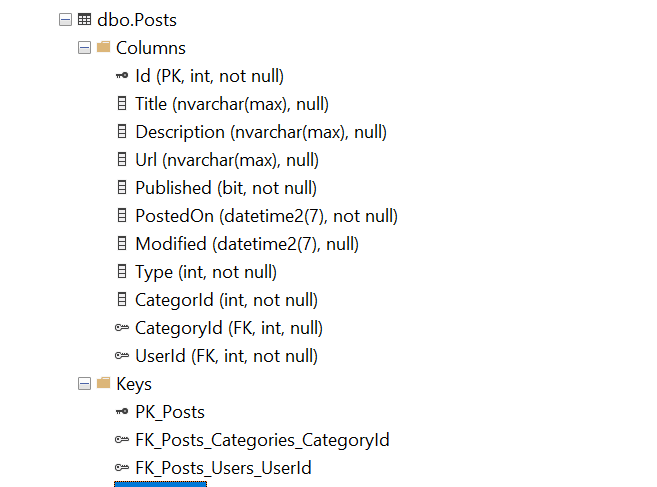 dbo.Posts
Columns
Id (PK, int, not null)
Title (nvarchar(max), null)
Description (nvarchar(max), null)
Url (nvarchar(max), null)
Published (bit, not null)
PostedOn (datetime2(7), not null)
Modified (datetime2(7), null)
Type (int, not null)
CategorId (int, not null)
CategoryId (FK, int, null)
UserId (FK, int, not null)
Keys
PK_Posts
FK_Posts_Categories_CategoryId
FK_Posts_Users_UserId